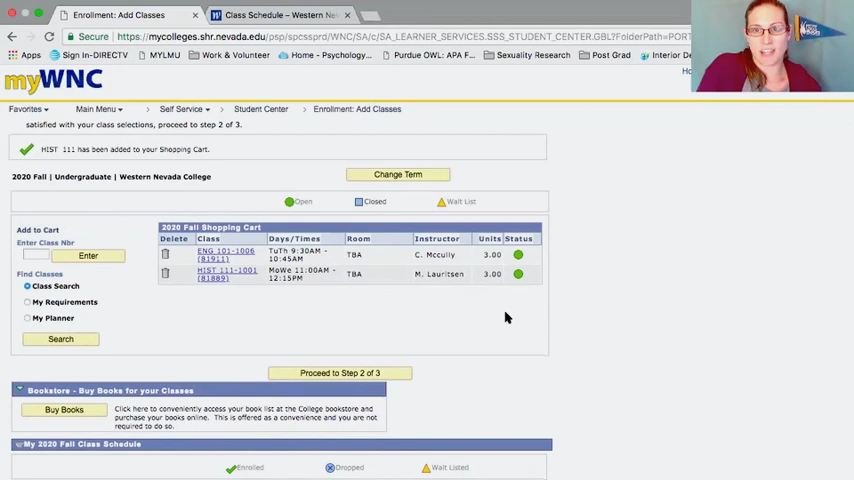 Enrollment: Add Classes
Class Schedule – Western Ne
Secure https://mycolleges.shr.nevada.edu/psp/spcssprd/WNC/SA/c/SA_LEARNER_SERVICES.SSS_STUDENT_CENTER.GBL?FolderPath=PORT
Apps Sign In-DIRECTV MYLMU Work & Volunteer Home - Psychology... Purdue OWL: APA F... Sexuality Research Post Grad Interior De
myWNC
Favorites Main Menu Self Service Student Center Enrollment: Add Classes
satisfied with your class selections, proceed to step 2 of 3.
HIST 111 has been added to your Shopping Cart.
2020 Fall | Undergraduate | Western Nevada College
Change Term
Open Closed Wait List
Add to Cart
Enter Class Nbr
Enter
Find Classes
Class Search
My Requirements
My Planner
Search
2020 Fall Shopping Cart
Delete Class Days/Times Room Instructor Units Status
ENG 101-1006 (81911) TuTh 9:30AM - 10:45AM TBA C. Mccully 3.00
HIST 111-1001 (81889) MoWe 11:00AM - 12:15PM TBA M. Lauritsen 3.00
Proceed to Step 2 of 3
Bookstore - Buy Books for your Classes
Buy Books
Click here to conveniently access your book list at the College bookstore and
purchase your books online. This is offered as a convenience and you are not
required to do so.
My 2020 Fall Class Schedule
Enrolled Dropped Wait Listed